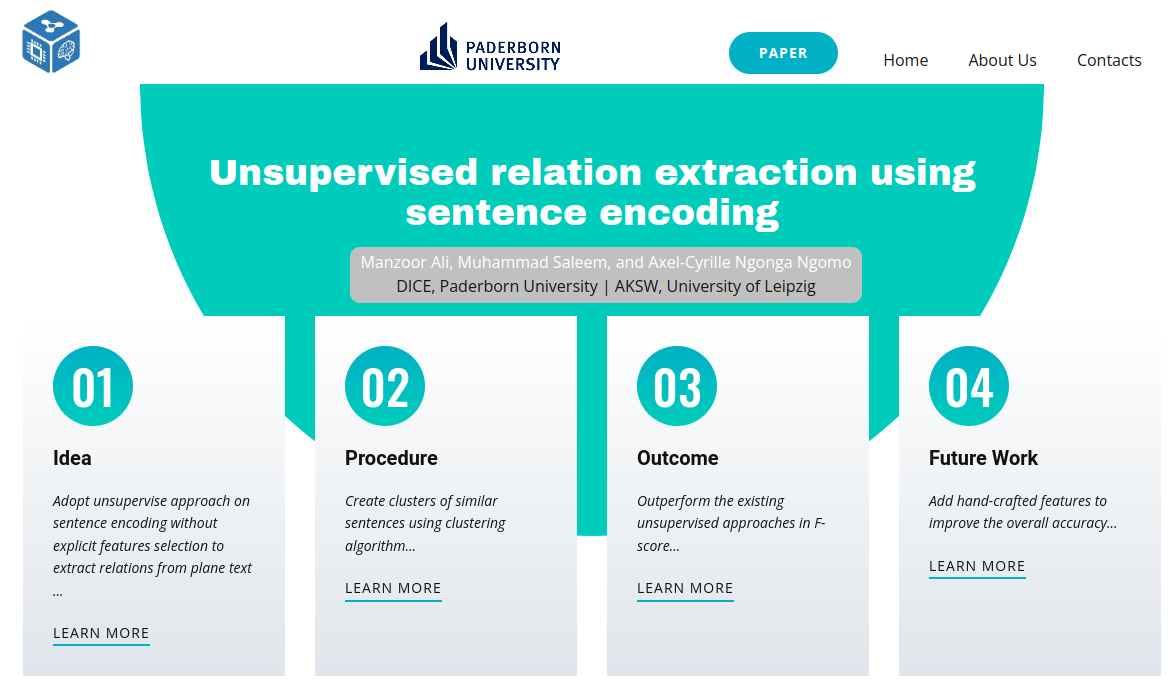 PADERBORN
UNIVERSITY
PAPER
Home
About Us
Contacts
Unsupervised relation extraction using
sentence encoding
Manzoor Ali, Muhammad Saleem, and Axel-Cyrille Ngonga Ngomo
DICE, Paderborn University | AKSW, University of Leipzig
01
Idea
Adopt unsupervise approach on
sentence encoding without
explicit features selection to
extract relations from plane text
...
LEARN MORE
02
Procedure
Create clusters of similar
sentences using clustering
algorithm...
LEARN MORE
03
Outcome
Outperform the existing
unsupervised approaches in F-
score...
LEARN MORE
04
Future Work
Add hand-crafted features to
improve the overall accuracy...
LEARN MORE